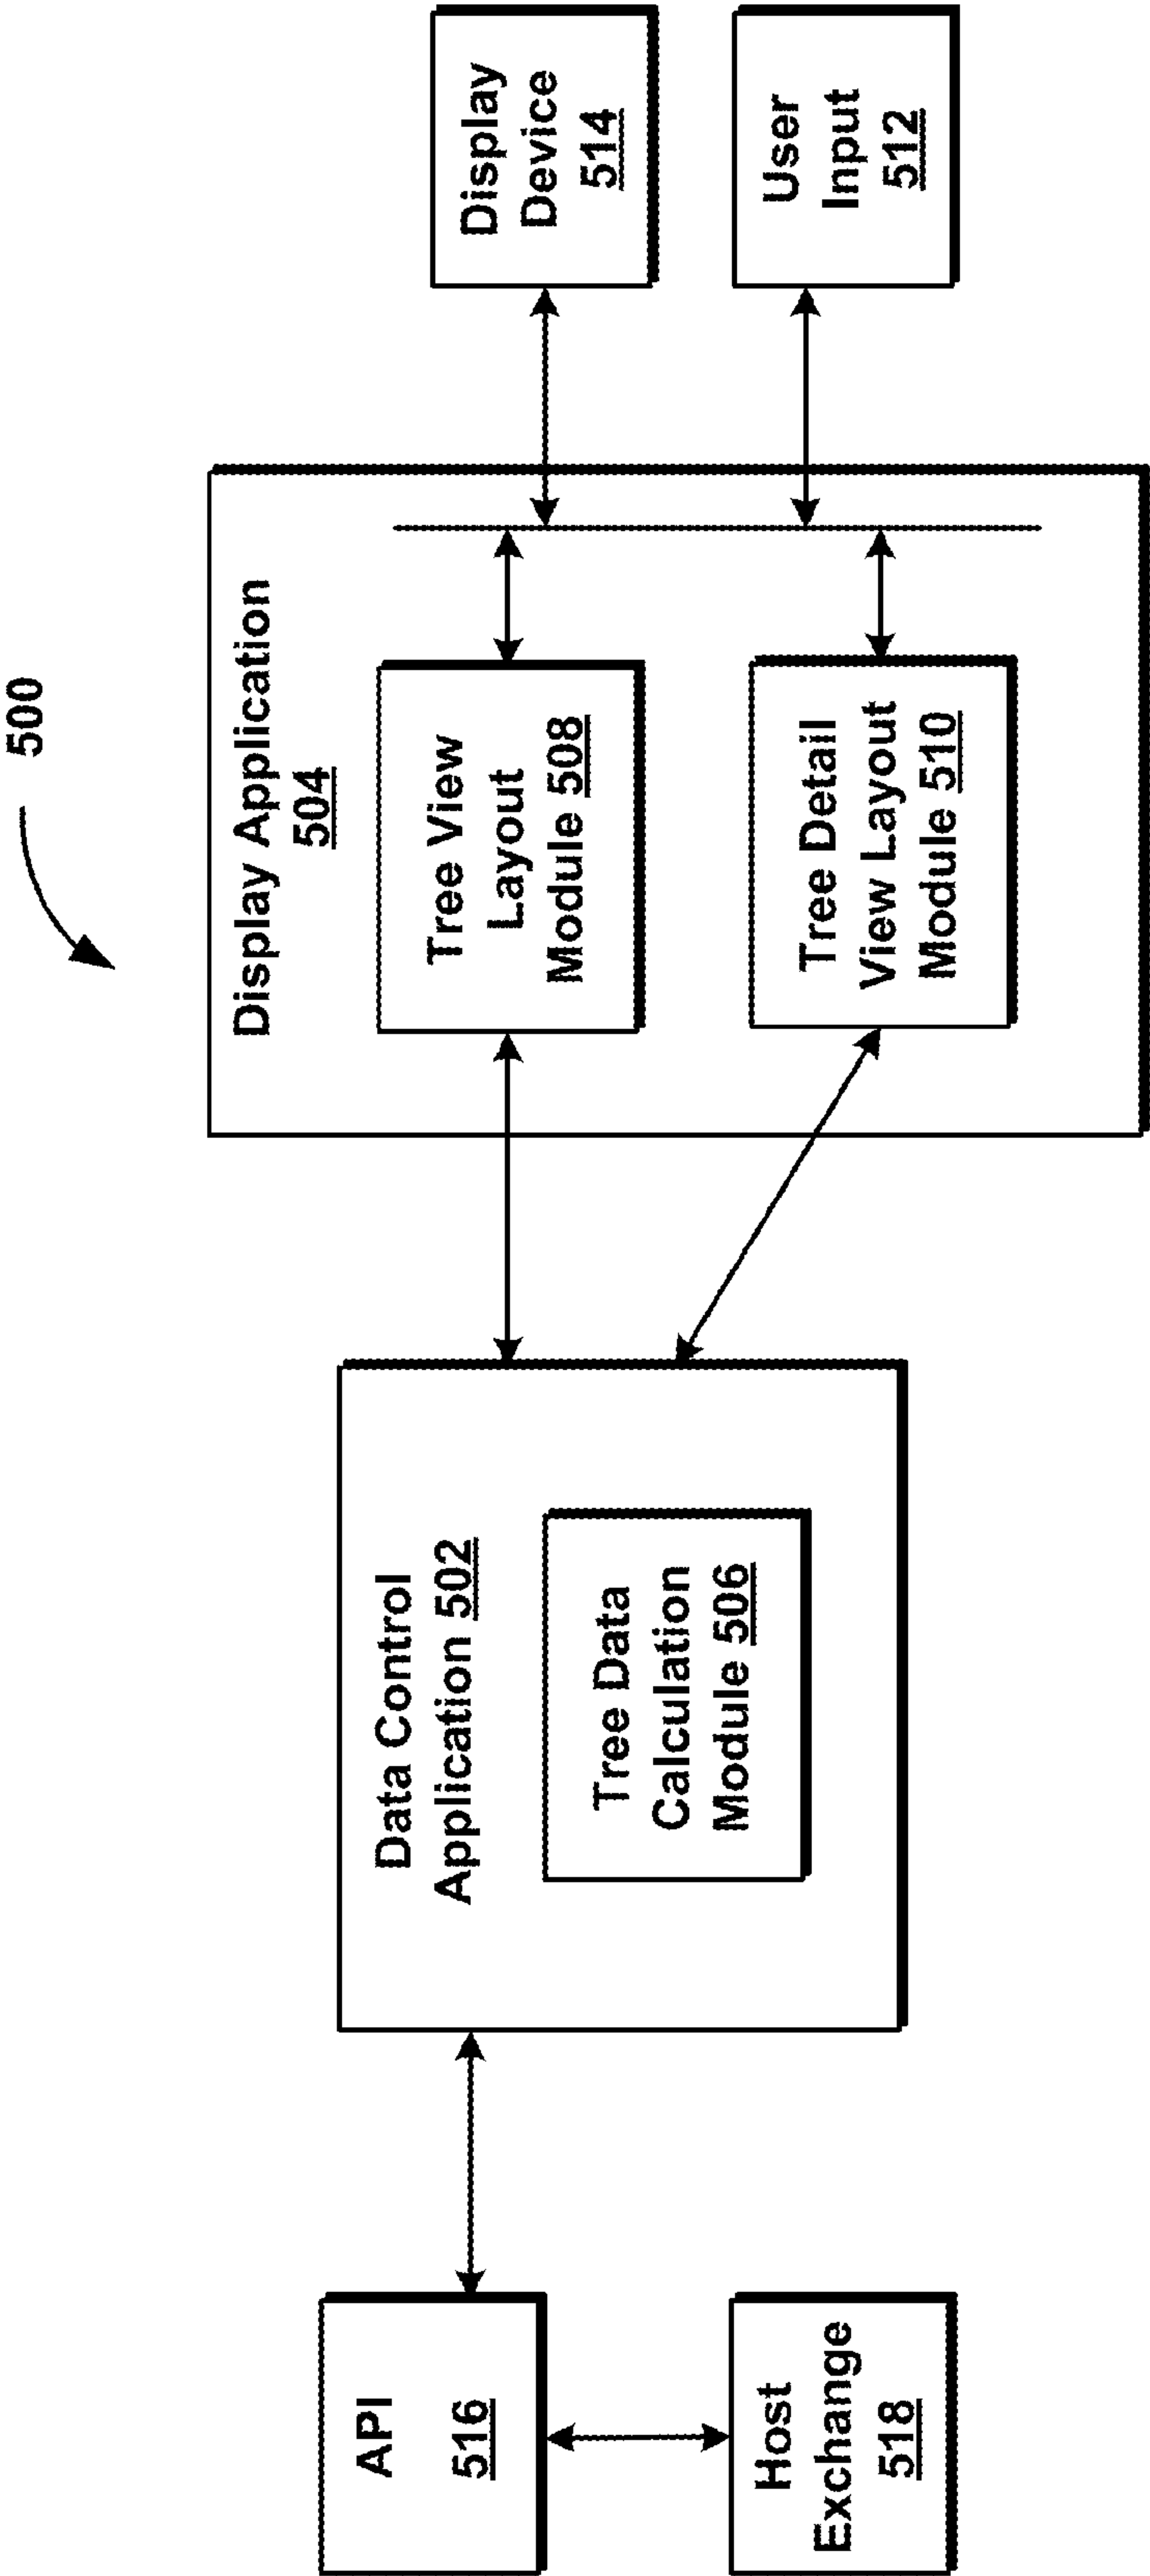 500
API
516
Host
Exchange
518
Data Control
Application 502
Tree Data
Calculation
Module 506
Display Application
504
Tree View
Layout
Module 508
Tree Detail
View Layout
Module 510
Display
Device
514
User
Input
512